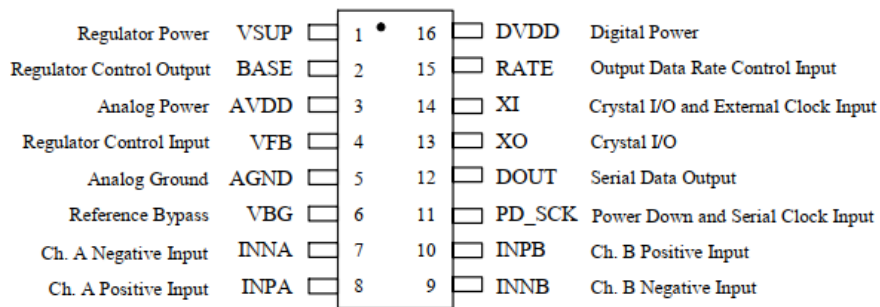 Regulator Power VSUP 1 16 DVDD Digital Power
Regulator Control Output BASE 2 15 RATE Output Data Rate Control Input
Analog Power AVDD 3 14 XI Crystal I/O and External Clock Input
Regulator Control Input VFB 4 13 XO Crystal I/O
Analog Ground AGND 5 12 DOUT Serial Data Output
Reference Bypass VBG 6 11 PD_SCK Power Down and Serial Clock Input
Ch. A Negative Input INNA 7 10 INPB Ch. B Positive Input
Ch. A Positive Input INPA 8 9 INNB Ch. B Negative Input